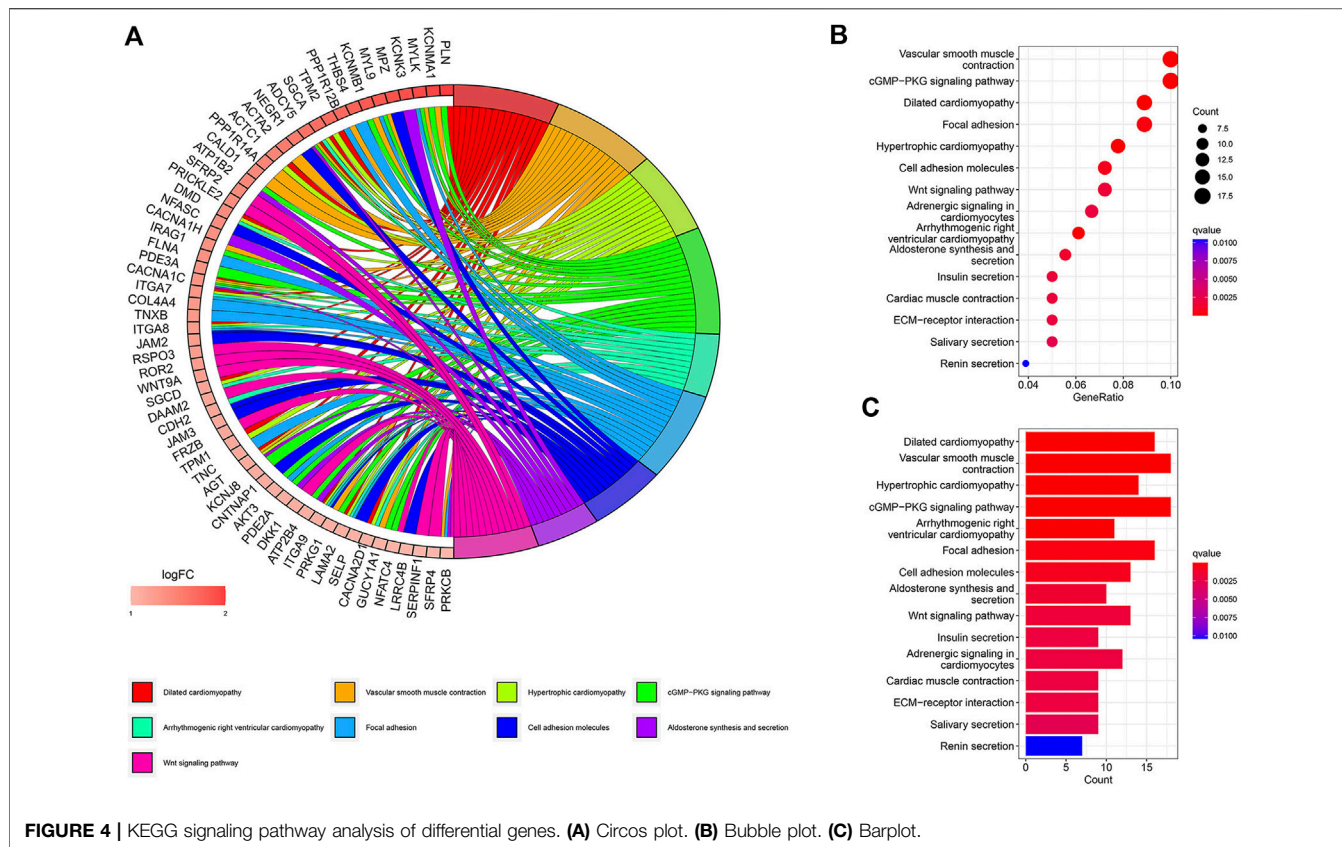 A
PLN
KCNMA1
MYLK
KCNK3
MPZ
MYL9
KCNMB1
THBS4
PPP1R12B
TPM2
SGCA
ADCY5
NEGR1
ACTA2
ACTC1
PPP1R14A
CALD1
ATP1B2
SFRP2
PRICKLE2
DMD
NFASC
CACNA1H
IRAG1
FLNA
PDE3A
CACNA1C
ITGA7
COL4A4
TNXB
ITGA8
JAM2
RSPO3
ROR2
WNT9A
SGCD
DAAM2
CDH2
JAM3
FRZB
TPM1
TNC
AGT
KCNJ8
CNTNAP1
AKT3
PDE2A
DKK1
ATP2B4
ITGA9
PRKG1
LAMA2
SELP
CACNA2D1
GUCY1A1
NFATC4
LRRC4B
SERPINF1
SFRP4
PRKCB
logFC
1 2
Dilated cardiomyopathy
Vascular smooth muscle contraction
Hypertrophic cardiomyopathy
cGMP-PKG signaling pathway
Arrhythmogenic right ventricular cardiomyopathy
Focal adhesion
Cell adhesion molecules
Aldosterone synthesis and secretion
Wnt signaling pathway
B
Vascular smooth muscle
contraction
cGMP-PKG signaling pathway
Dilated cardiomyopathy
Focal adhesion
Hypertrophic cardiomyopathy
Cell adhesion molecules
Wnt signaling pathway
Adrenergic signaling in
cardiomyocytes
Arrhythmogenic right
ventricular cardiomyopathy
Aldosterone synthesis and
secretion
Insulin secretion
Cardiac muscle contraction
ECM-receptor interaction
Salivary secretion
Renin secretion
0.04 0.06 0.08 0.10
GeneRatio
Count
7.5
10.0
12.5
15.0
17.5
qvalue
0.0100
0.0075
0.0050
0.0025
C
Dilated cardiomyopathy
Vascular smooth muscle
contraction
Hypertrophic cardiomyopathy
cGMP-PKG signaling pathway
Arrhythmogenic right
ventricular cardiomyopathy
Focal adhesion
Cell adhesion molecules
Aldosterone synthesis and
secretion
Wnt signaling pathway
Insulin secretion
Adrenergic signaling in
cardiomyocytes
Cardiac muscle contraction
ECM-receptor interaction
Salivary secretion
Renin secretion
0 5 10 15
Count
qvalue
0.0025
0.0050
0.0075
0.0100
FIGURE 4 | KEGG signaling pathway analysis of differential genes. (A) Circos plot. (B) Bubble plot. (C) Barplot.